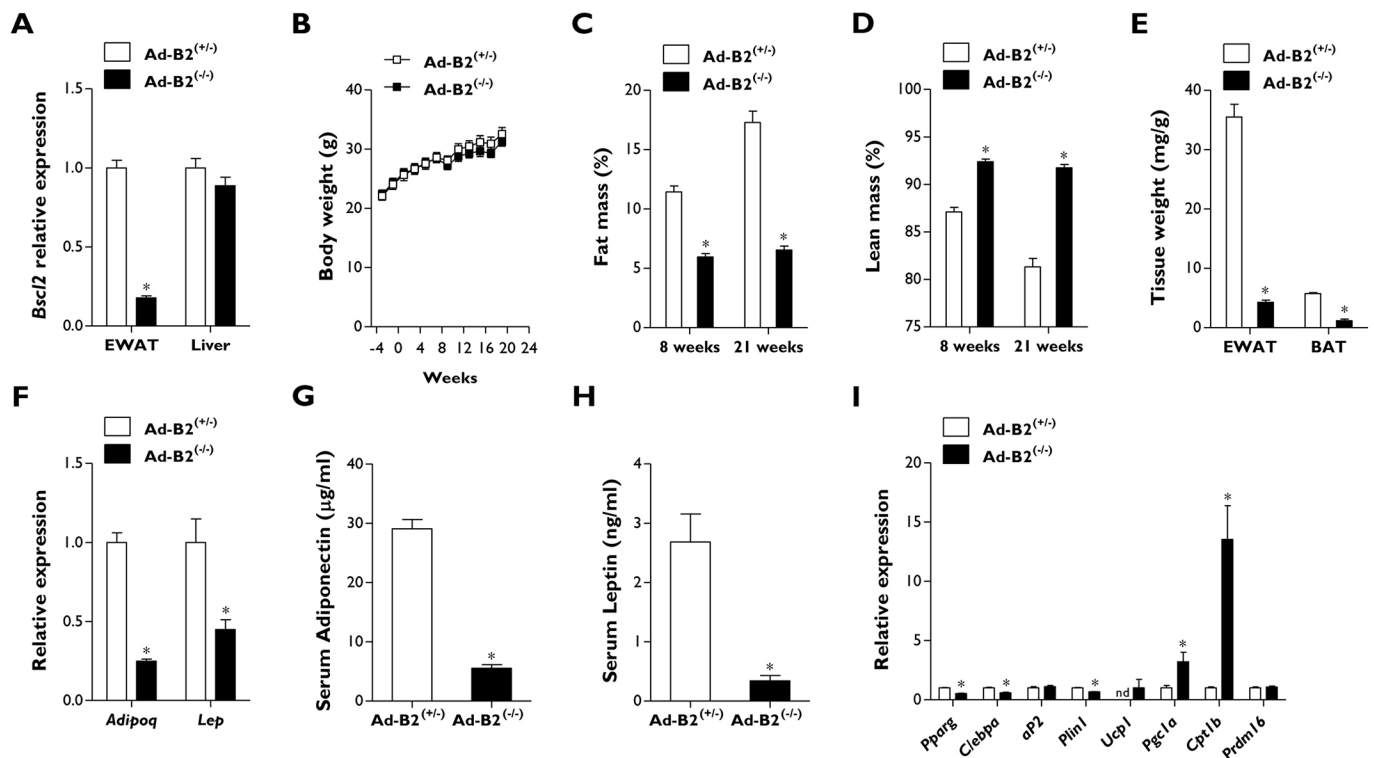 A
Ad-B2(+/-)
Ad-B2(-/-)
Bscl2 relative expression
1.5
1.0
0.5
0.0
EWAT Liver
B
Ad-B2(+/-)
Ad-B2(-/-)
Body weight (g)
40
30
20
10
0
-4 0 4 8 12 16 20 24
Weeks
C
Ad-B2(+/-)
Ad-B2(-/-)
Fat mass (%)
20
15
10
5
0
8 weeks 21 weeks
D
Ad-B2(+/-)
Ad-B2(-/-)
Lean mass (%)
100
95
90
85
80
75
8 weeks 21 weeks
E
Ad-B2(+/-)
Ad-B2(-/-)
Tissue weight (mg/g)
40
30
20
10
0
EWAT BAT
F
Ad-B2(+/-)
Ad-B2(-/-)
Relative expression
1.5
1.0
0.5
0.0
Adipoq Lep
G
Serum Adiponectin (μg/ml)
40
30
20
10
0
Ad-B2(+/-) Ad-B2(-/-)
H
Serum Leptin (ng/ml)
4
3
2
1
0
Ad-B2(+/-) Ad-B2(-/-)
I
Ad-B2(+/-)
Ad-B2(-/-)
Relative expression
20
15
10
5
0
nd
Pparg C/ebpa aP2 Plin1 Ucp1 Pgc1a Cpt1b Prdm16